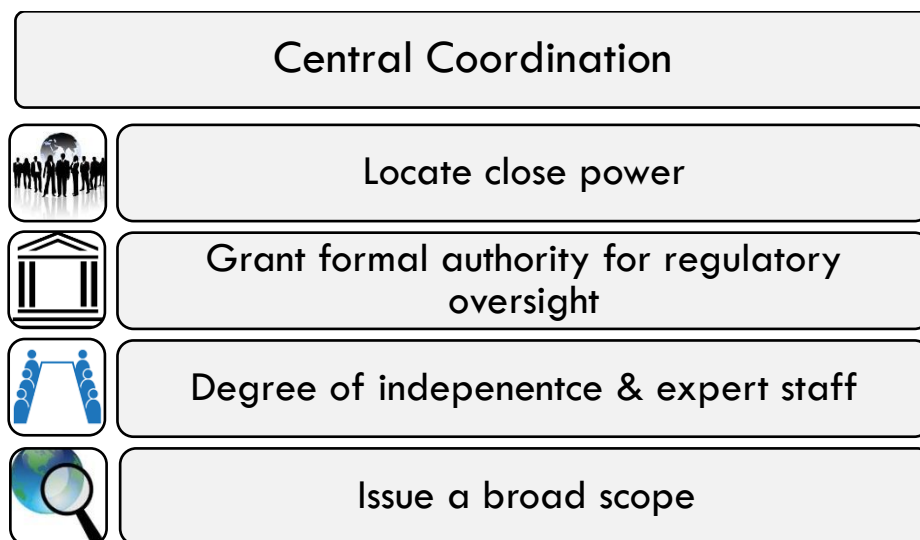 Central Coordination
Locate close power
Grant formal authority for regulatory
oversight
Degree of indepenentce & expert staff
Issue a broad scope